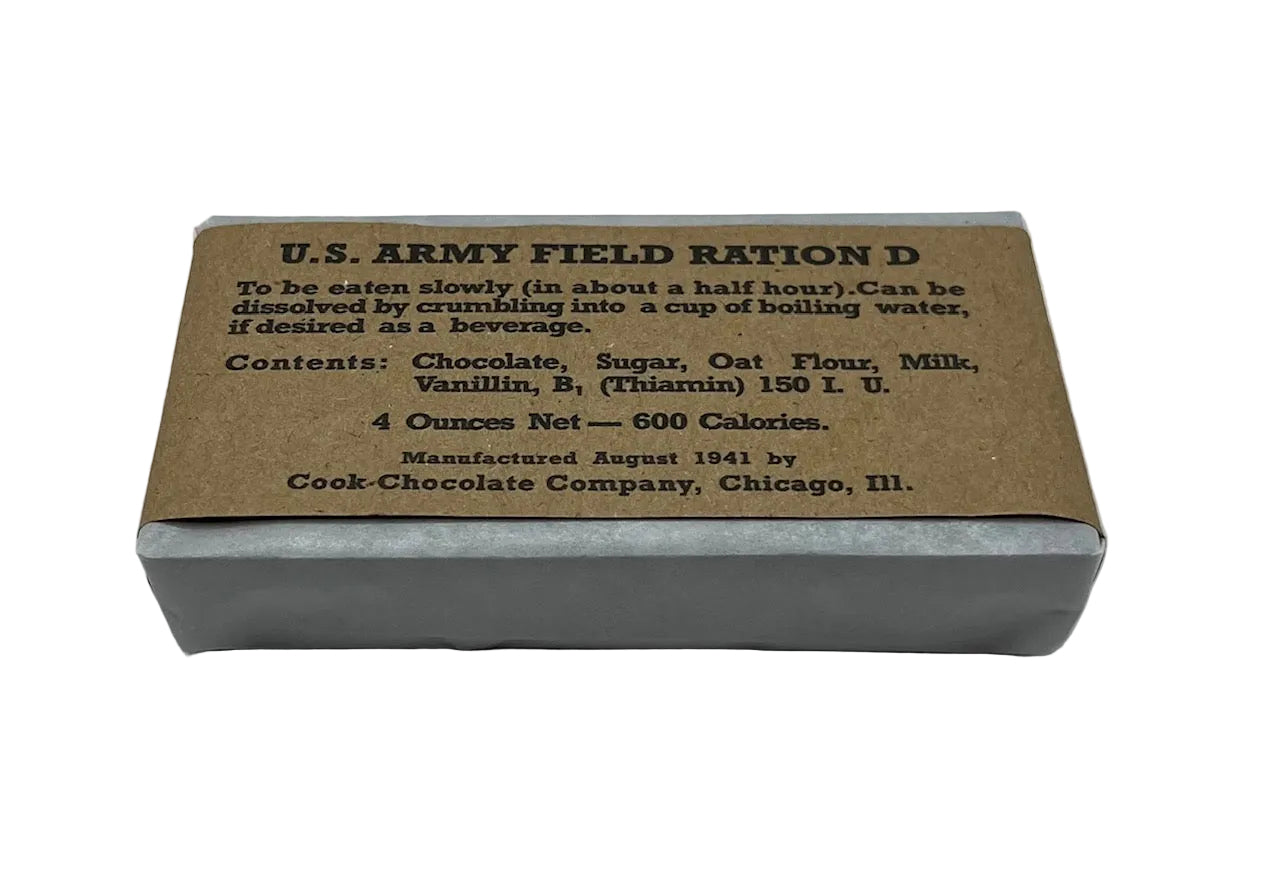 U.S. ARMY FIELD RATION D
To be eaten slowly (in about a half hour).Can be
dissolved by crumbling into a cup of boiling water,
if desired as a beverage.
Contents: Chocolate, Sugar, Oat Flour, Milk,
Vanillin, B₁ (Thiamin) 150 I. U.
4 Ounces Net — 600 Calories.
Manufactured August 1941 by
Cook-Chocolate Company, Chicago, Ill.